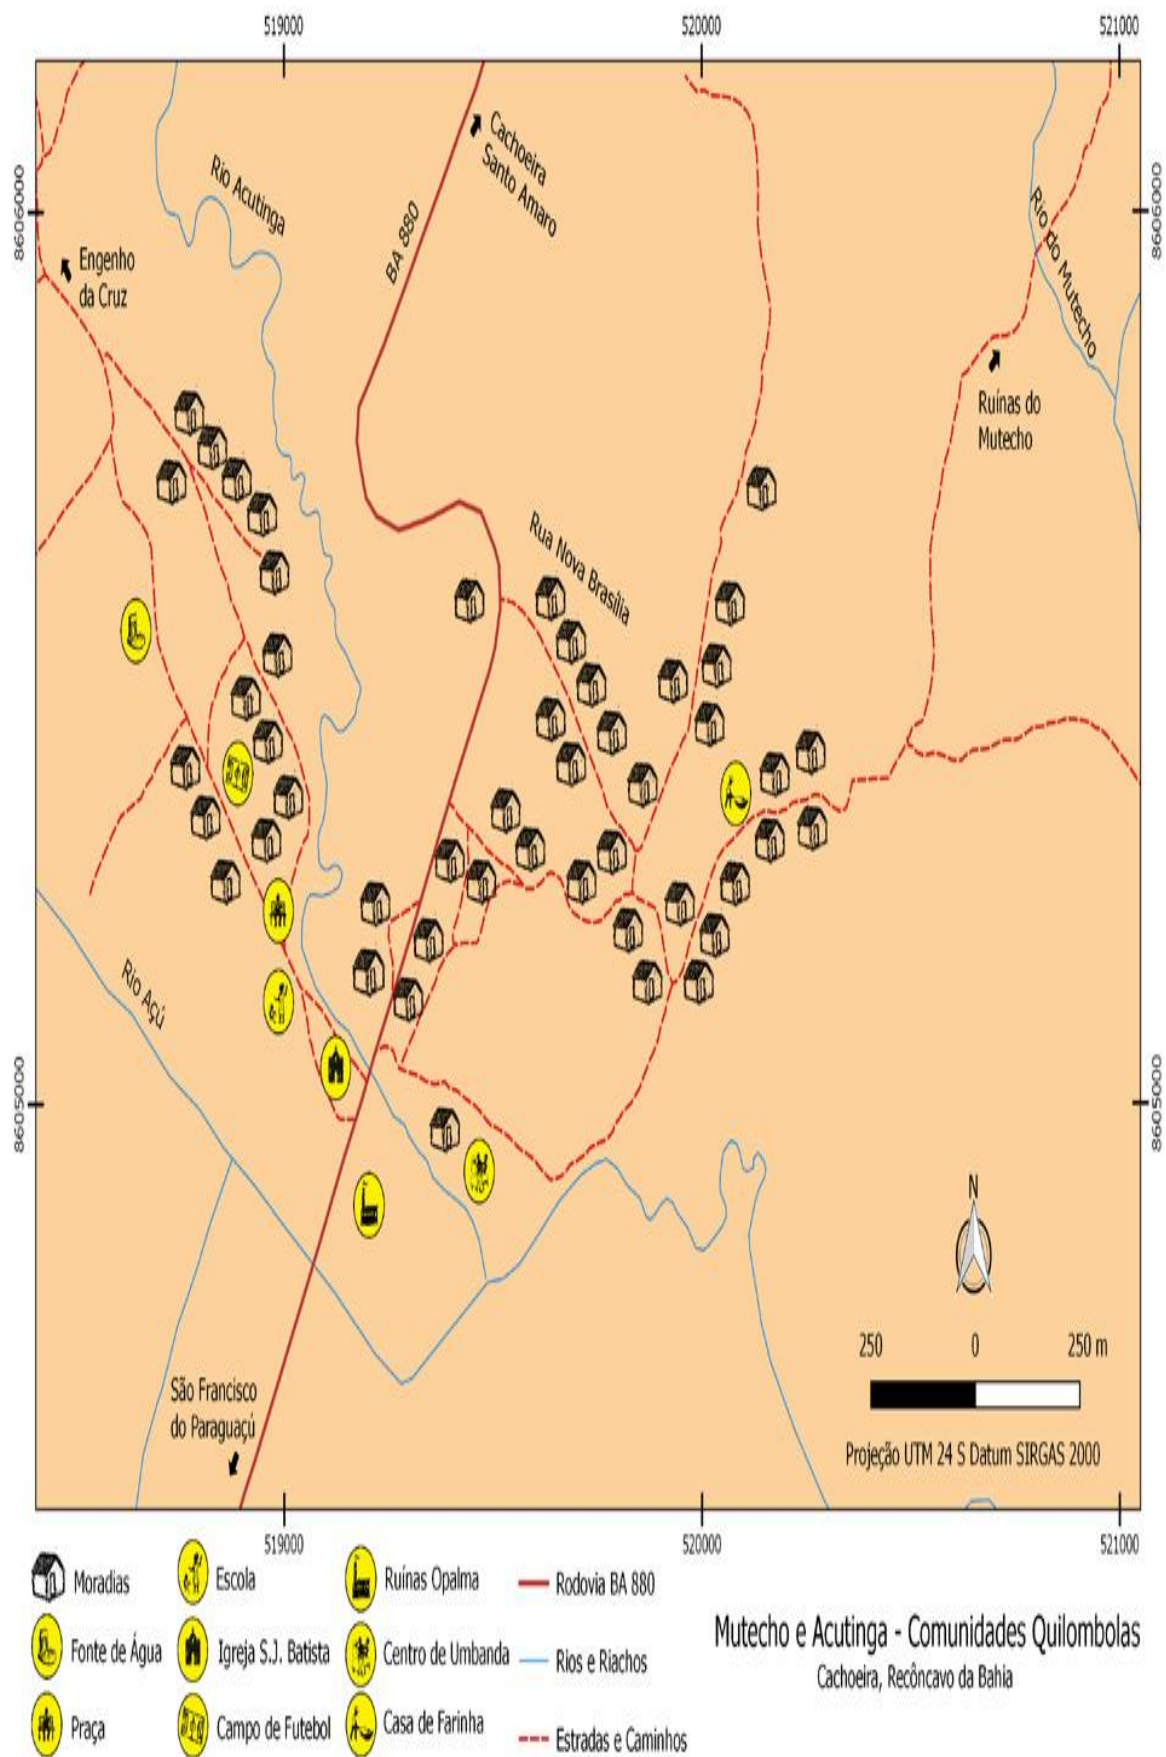 519000
520000
521000
8606000
8606000
Rio Acutinga
Cachoeira
Santo Amaro
BA 880
Rio do Mutecho
Engenho
da Cruz
Ruínas do
Mutecho
Rua Nova Brasília
Rio Açú
8605000
8605000
N
250 0 250 m
São Francisco
do Paraguaçú
Projeção UTM 24 S Datum SIRGAS 2000
519000
520000
521000
Moradias
Escola
Ruínas Opalma
Rodovia BA 880
Fonte de Água
Igreja S.J. Batista
Centro de Umbanda
Rios e Riachos
Praça
Campo de Futebol
Casa de Farinha
Estradas e Caminhos
Mutecho e Acutinga - Comunidades Quilombolas
Cachoeira, Recôncavo da Bahia